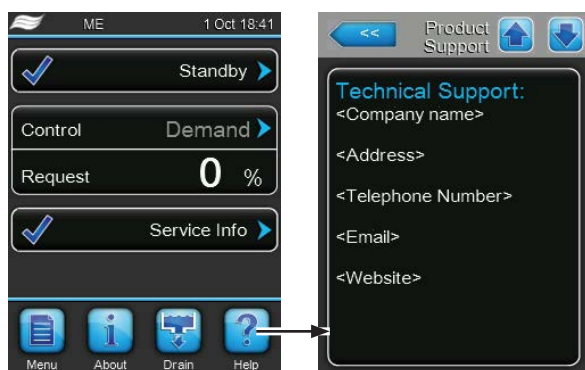 ME 1 Oct 18:41
Standby
Control Demand
Request 0 %
Service Info
Menu About Drain Help
<<
Product
Support
Technical Support:
<Company name>
<Address>
<Telephone Number>
<Email>
<Website>